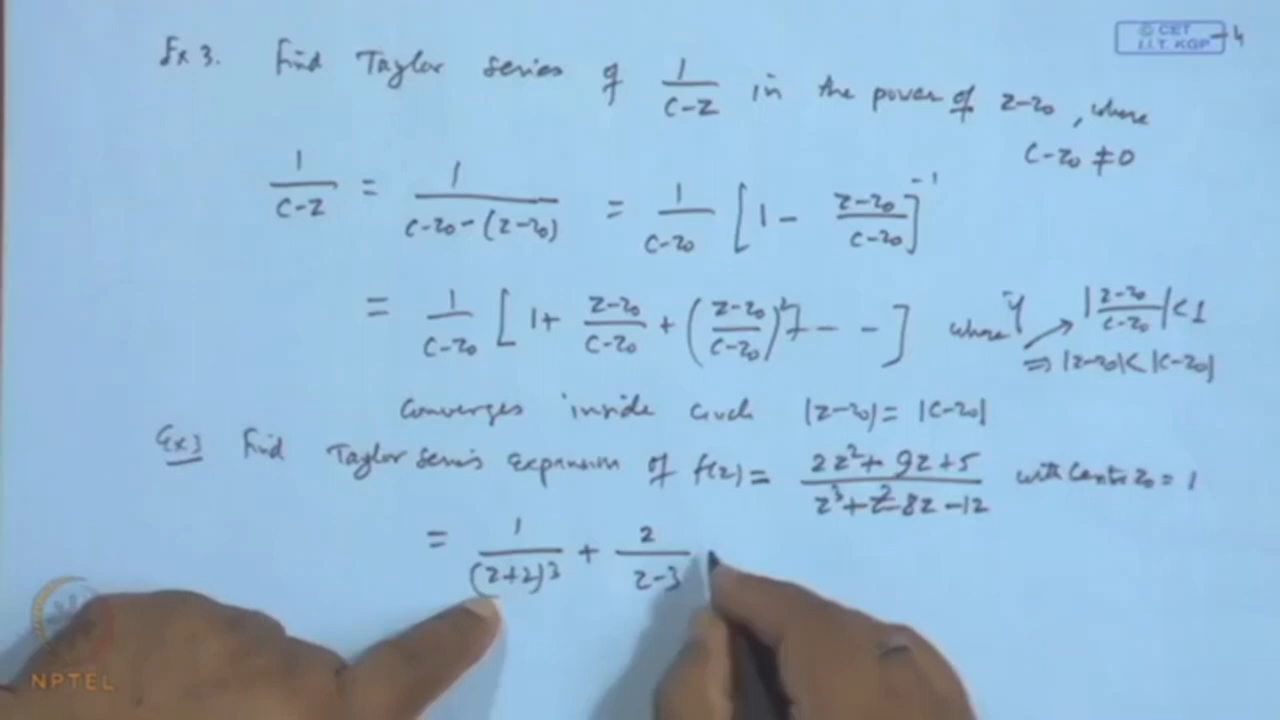 © CET
I.I.T. KGP
Ex 3. Find Taylor Series of 1/(C-Z) in the power of z-z₀, where
C-z₀ ≠ 0
1/(C-Z) = 1/(C-z₀-(z-z₀)) = 1/(C-z₀) [1 - (z-z₀)/(C-z₀)]⁻¹
= 1/(C-z₀) [1 + (z-z₀)/(C-z₀) + ((z-z₀)/(C-z₀))² + - - ] where |(z-z₀)/(C-z₀)| < 1
⇒ |z-z₀| < |C-z₀|
Converges inside |z-z₀| = |C-z₀|
Ex 3 Find Taylor Series expansion of f(z) = (2z²+9z+5)/(z³+z²-8z-12) with Centre z₀ = 1
= 1/(z+2)³ + 2/(z-3)
NPTEL